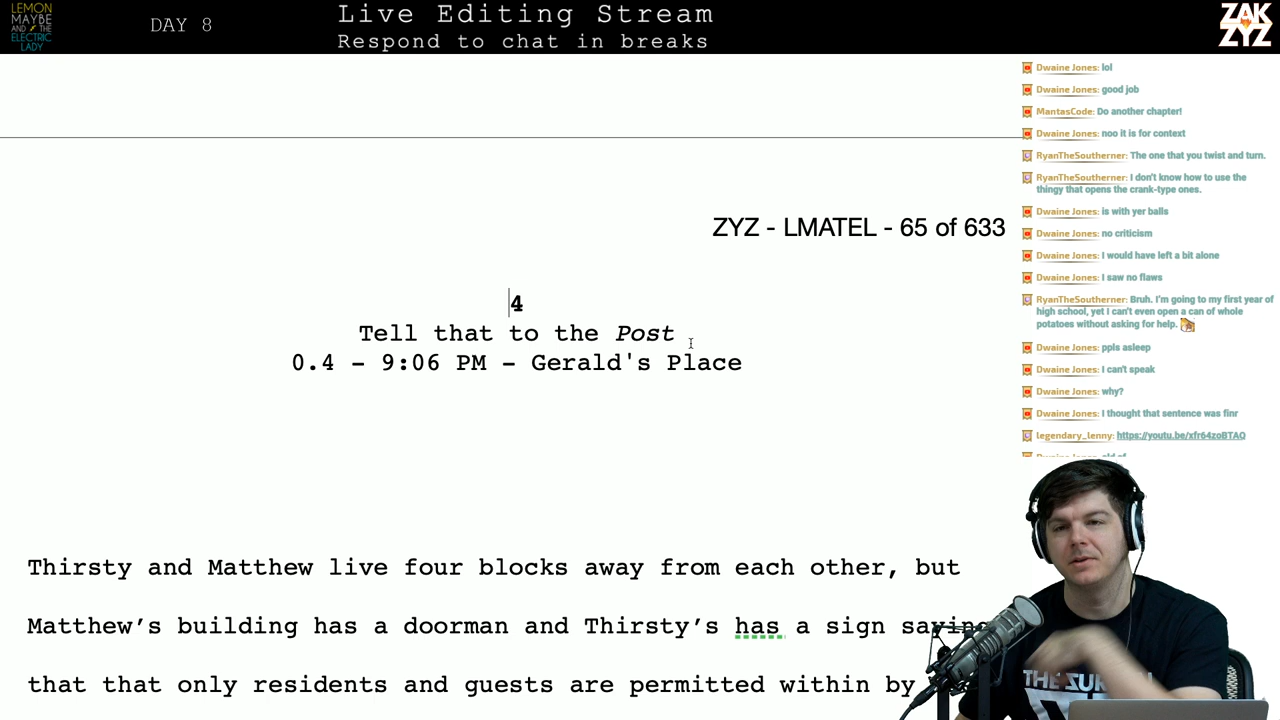 LEMON
MAYBE
AND THE
ELECTRIC
LADY
DAY 8
Live Editing Stream
Respond to chat in breaks
ZAK
ZYZ
Dwaine Jones: lol
Dwaine Jones: good job
MantasCode: Do another chapter!
Dwaine Jones: noo it is for context
RyanTheSoutherner: The one that you twist and turn.
RyanTheSoutherner: I don't know how to use the
thingy that opens the crank-type ones.
Dwaine Jones: is with yer balls
Dwaine Jones: no criticism
Dwaine Jones: I would have left a bit alone
Dwaine Jones: I saw no flaws
RyanTheSoutherner: Bruh. I'm going to my first year of
high school, yet I can't even open a can of whole
potatoes without asking for help.
Dwaine Jones: ppls asleep
Dwaine Jones: I can't speak
Dwaine Jones: why?
Dwaine Jones: I thought that sentence was finr
legendary_lenny: https://youtu.be/xfr64zoBTAQ
ZYZ - LMATEL - 65 of 633
4
Tell that to the Post
0.4 - 9:06 PM - Gerald's Place
Thirsty and Matthew live four blocks away from each other, but
Matthew’s building has a doorman and Thirsty’s has a sign saying
that that only residents and guests are permitted within by
THE